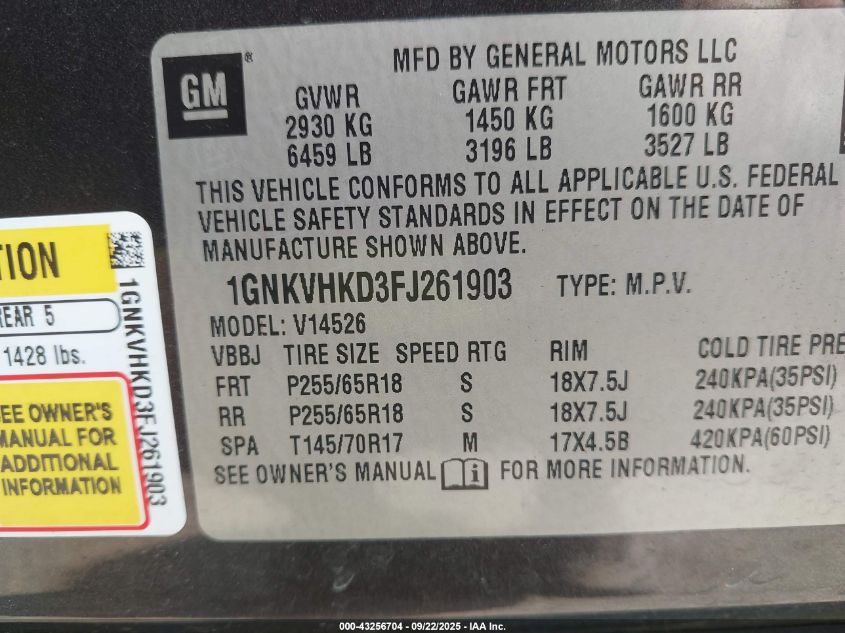 GM ®
MFD BY GENERAL MOTORS LLC
GVWR GAWR FRT GAWR RR
2930 KG 1450 KG 1600 KG
6459 LB 3196 LB 3527 LB
THIS VEHICLE CONFORMS TO ALL APPLICABLE U.S. FEDERAL
VEHICLE SAFETY STANDARDS IN EFFECT ON THE DATE OF
MANUFACTURE SHOWN ABOVE.
1GNKVHKD3FJ261903 TYPE: M.P.V.
MODEL: V14526
VBBJ TIRE SIZE SPEED RTG RIM COLD TIRE PRE
FRT P255/65R18 S 18X7.5J 240KPA(35PSI)
RR P255/65R18 S 18X7.5J 240KPA(35PSI)
SPA T145/70R17 M 17X4.5B 420KPA(60PSI)
SEE OWNER'S MANUAL i FOR MORE INFORMATION.
TION
REAR 5
1428 lbs.
SEE OWNER'S
MANUAL FOR
ADDITIONAL
INFORMATION
1GNKVHKD3FJ261903
000-43256704 - 09/22/2025 - IAA Inc.